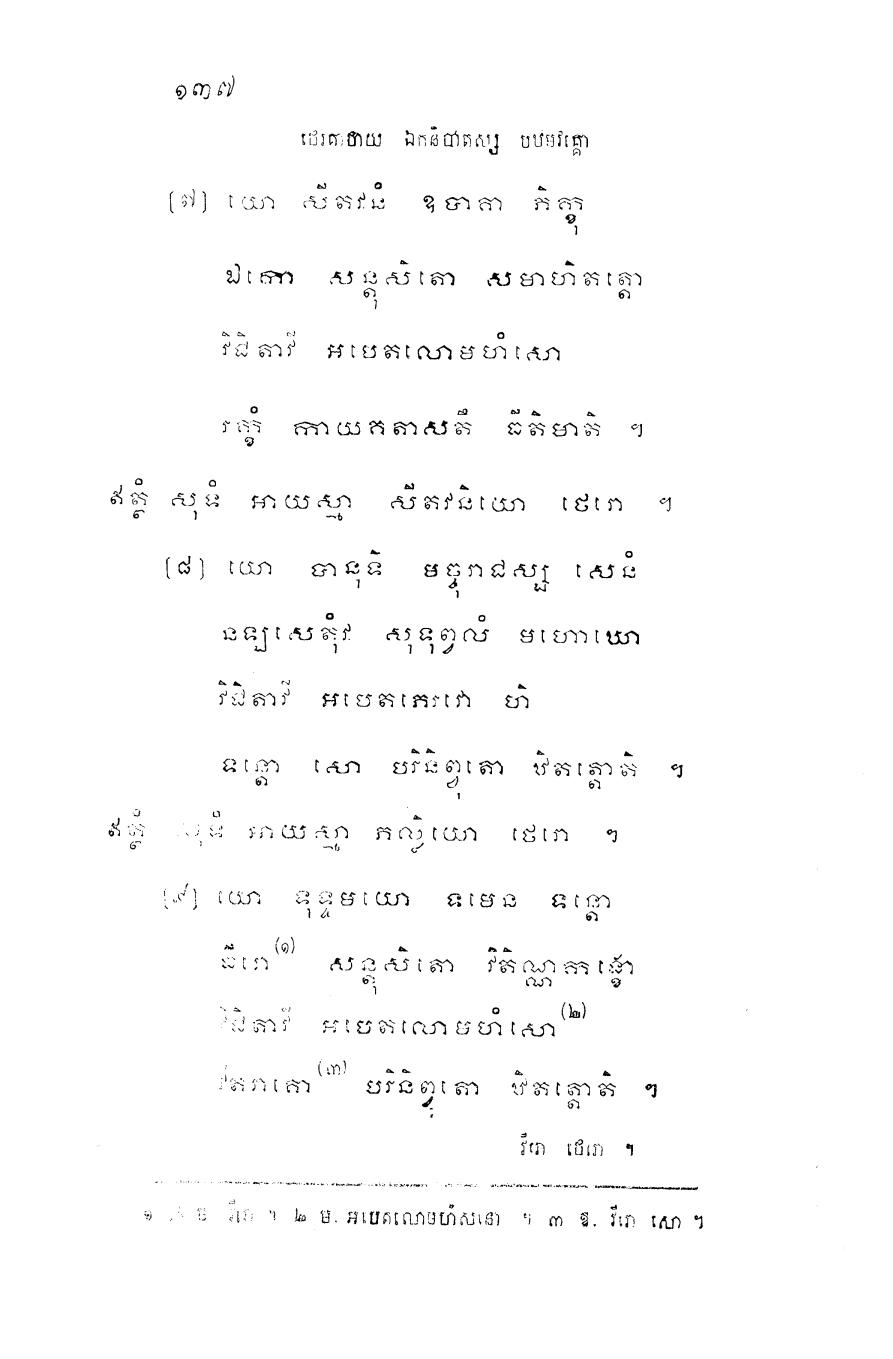 ១៣៧
ថេរគាថាយ ឯកនិបាតស្ស បឋមវគ្គោ
[៧] យោ សីតវនំ ឧបាគា ភិក្ខុ
ឯកោ សន្តុសិតោ សមាហិតត្តោ
វិជិតាវី អបេតលោមហំសោ
រក្ខំ កាយគតាសតឹ ធីតិមាតិ ។
ឥត្ថំ សុទំ អាយស្មា សីតវនិយោ ថេរោ ។
[៨] យោ បានុទិ មច្ចុរាជស្ស សេនំ
នឡសេតុំវ សុទុព្វលំ មហោឃោ
វិជិតាវី អបេតភេរវោ ហិ
ទន្តោ សោ បរិនិព្វុតោ ឋិតត្តោតិ ។
ឥត្ថំ សុទំ អាយស្មា ភល្លិយោ ថេរោ ។
[៩] យោ ទុទ្ទមយោ ទមេន ទន្តោ
ធីរោ(១) សន្តុសិតោ វិតិណ្ណកង្ខោ
វិជិតាវី អបេតលោមហំសោ(២)
វីតរាគោ(៣) បរិនិព្វុតោ ឋិតត្តោតិ ។
វីរោ ថេរោ ។
១ ម វីរោ ។ ២ ម. អបេតលោមហំសនោ ។ ៣ ឱ. វីរោ សោ ។